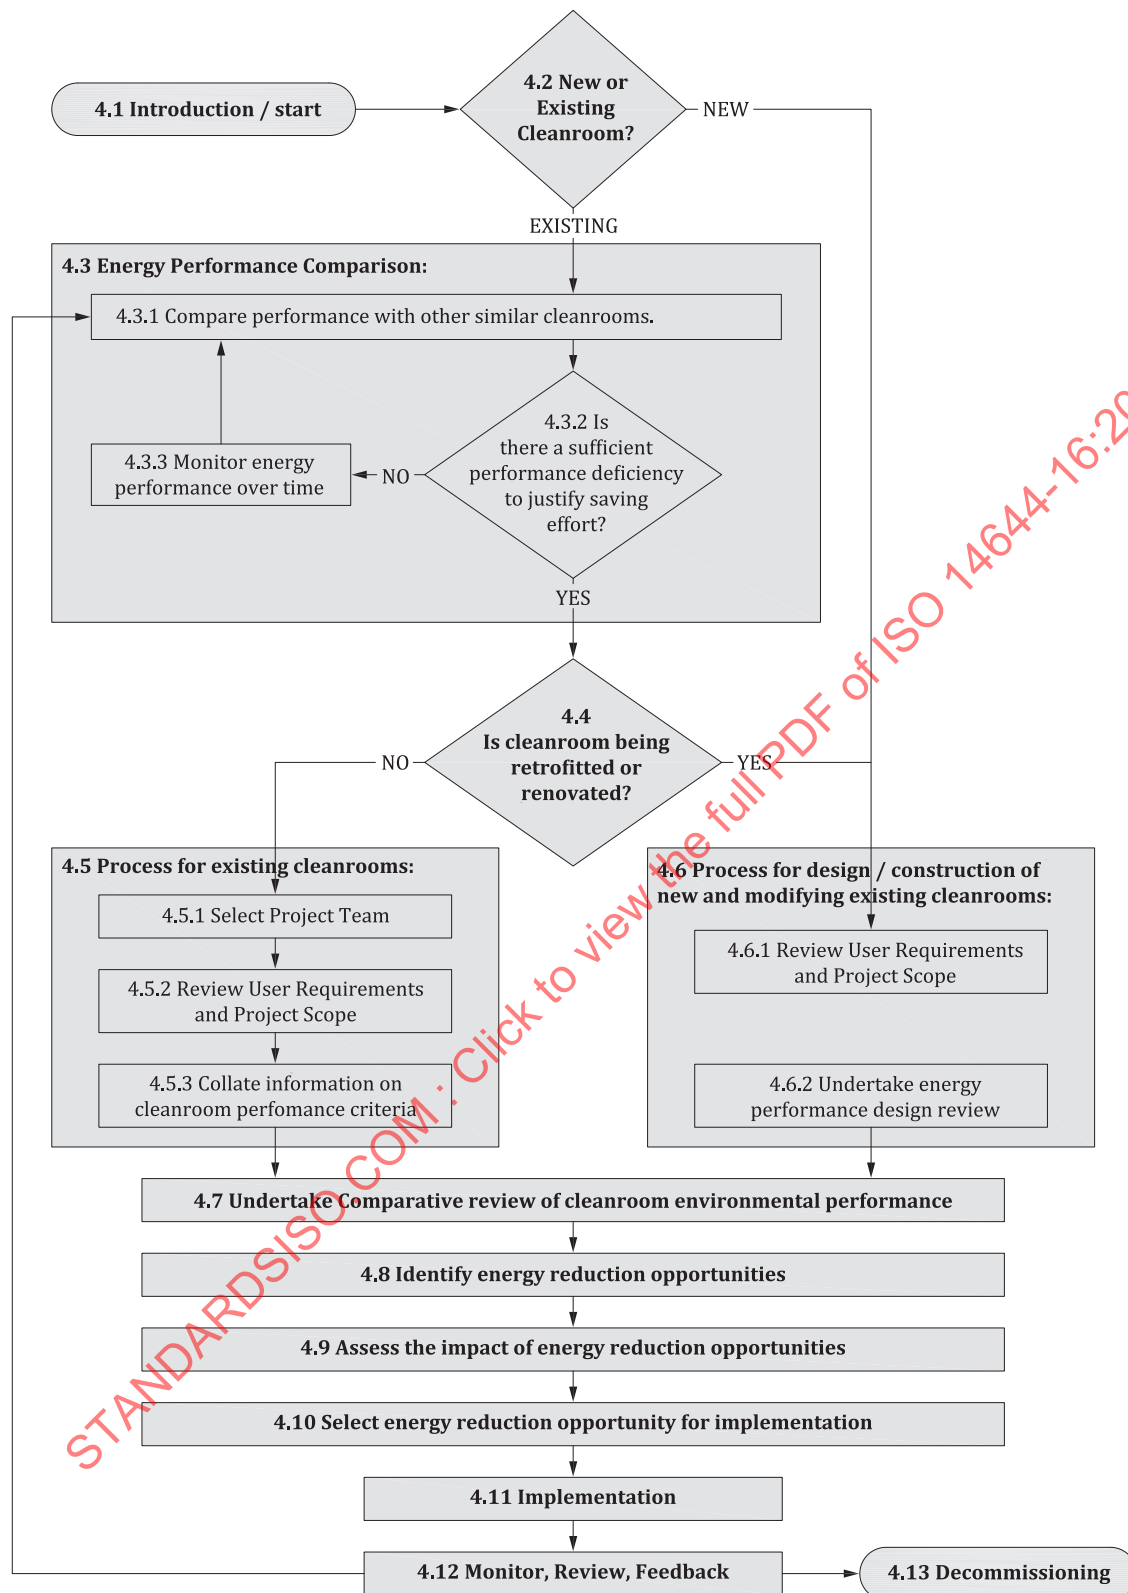 4.1 Introduction / start
4.2 New or
Existing
Cleanroom?
NEW
EXISTING
4.3 Energy Performance Comparison:
4.3.1 Compare performance with other similar cleanrooms.
4.3.2 Is
there a sufficient
performance deficiency
to justify saving
effort?
NO
4.3.3 Monitor energy
performance over time
YES
4.4
Is cleanroom being
retrofitted or
renovated?
NO
YES
4.5 Process for existing cleanrooms:
4.5.1 Select Project Team
4.5.2 Review User Requirements
and Project Scope
4.5.3 Collate information on
cleanroom perfomance criteria
4.6 Process for design / construction of
new and modifying existing cleanrooms:
4.6.1 Review User Requirements
and Project Scope
4.6.2 Undertake energy
performance design review
4.7 Undertake Comparative review of cleanroom environmental performance
4.8 Identify energy reduction opportunities
4.9 Assess the impact of energy reduction opportunities
4.10 Select energy reduction opportunity for implementation
4.11 Implementation
4.12 Monitor, Review, Feedback
4.13 Decommissioning
STANDARDSISO.COM : Click to view the full PDF of ISO 14644-16:20